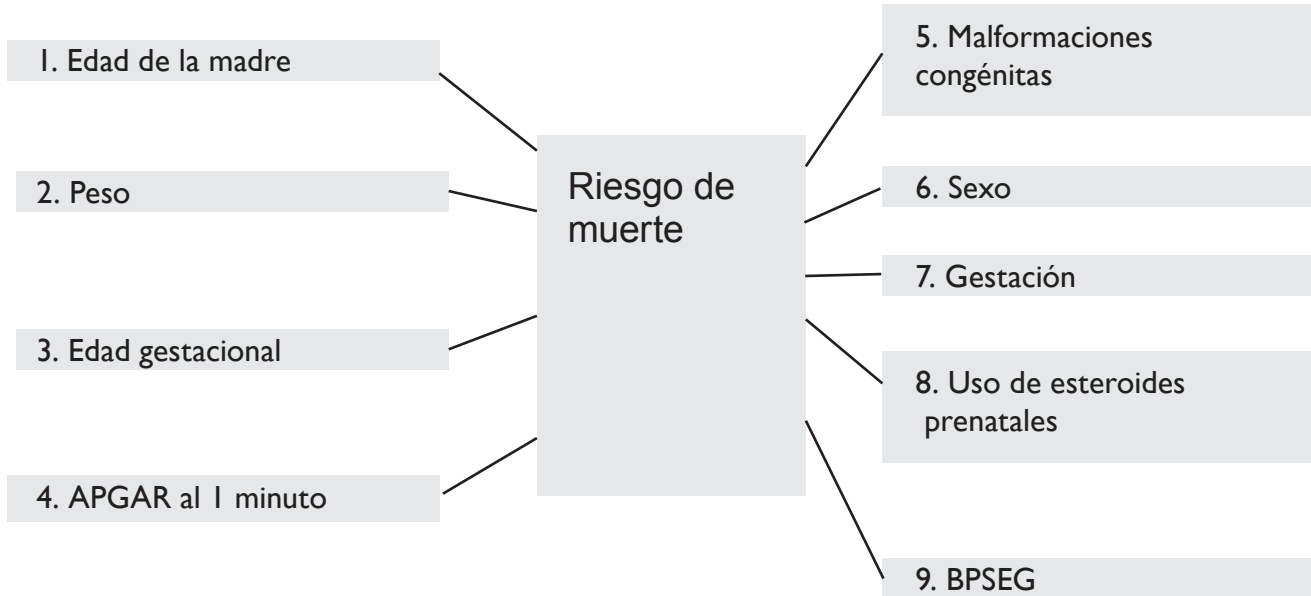 1. Edad de la madre
2. Peso
3. Edad gestacional
4. APGAR al 1 minuto
Riesgo de
muerte
5. Malformaciones
congénitas
6. Sexo
7. Gestación
8. Uso de esteroides
prenatales
9. BPSEG